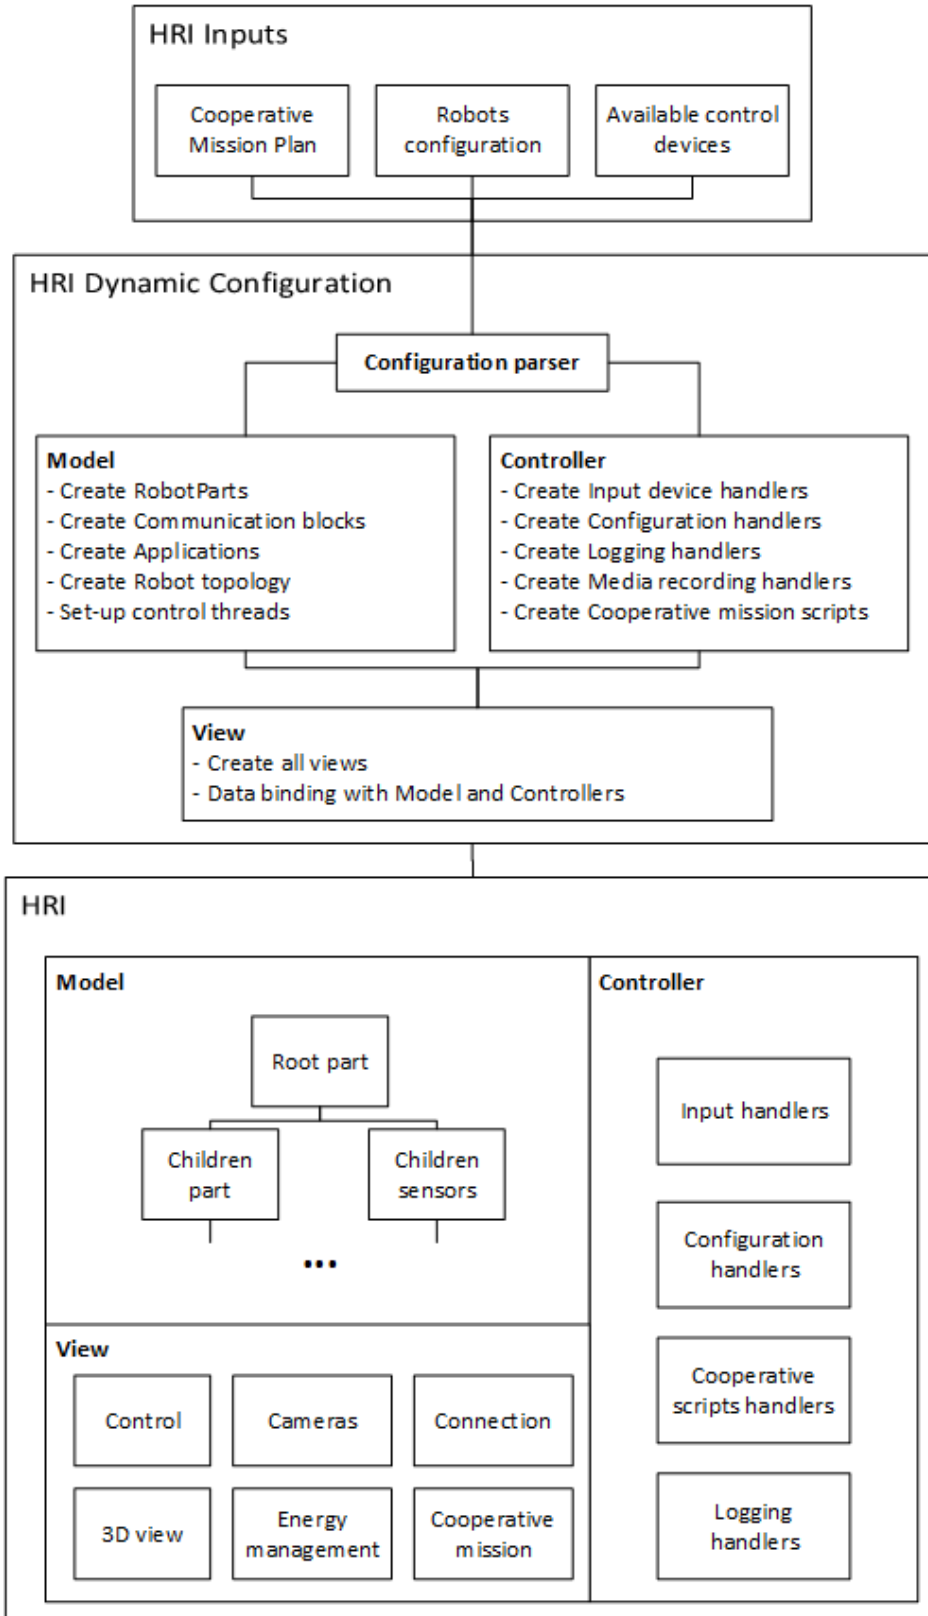 HRI Inputs
Cooperative
Mission Plan
Robots
configuration
Available control
devices
HRI Dynamic Configuration
Configuration parser
Model
- Create RobotParts
- Create Communication blocks
- Create Applications
- Create Robot topology
- Set-up control threads
Controller
- Create Input device handlers
- Create Configuration handlers
- Create Logging handlers
- Create Media recording handlers
- Create Cooperative mission scripts
View
- Create all views
- Data binding with Model and Controllers
HRI
Model
Root part
Children
part
Children
sensors
...
View
Control
Cameras
Connection
3D view
Energy
management
Cooperative
mission
Controller
Input handlers
Configuration
handlers
Cooperative
scripts handlers
Logging
handlers